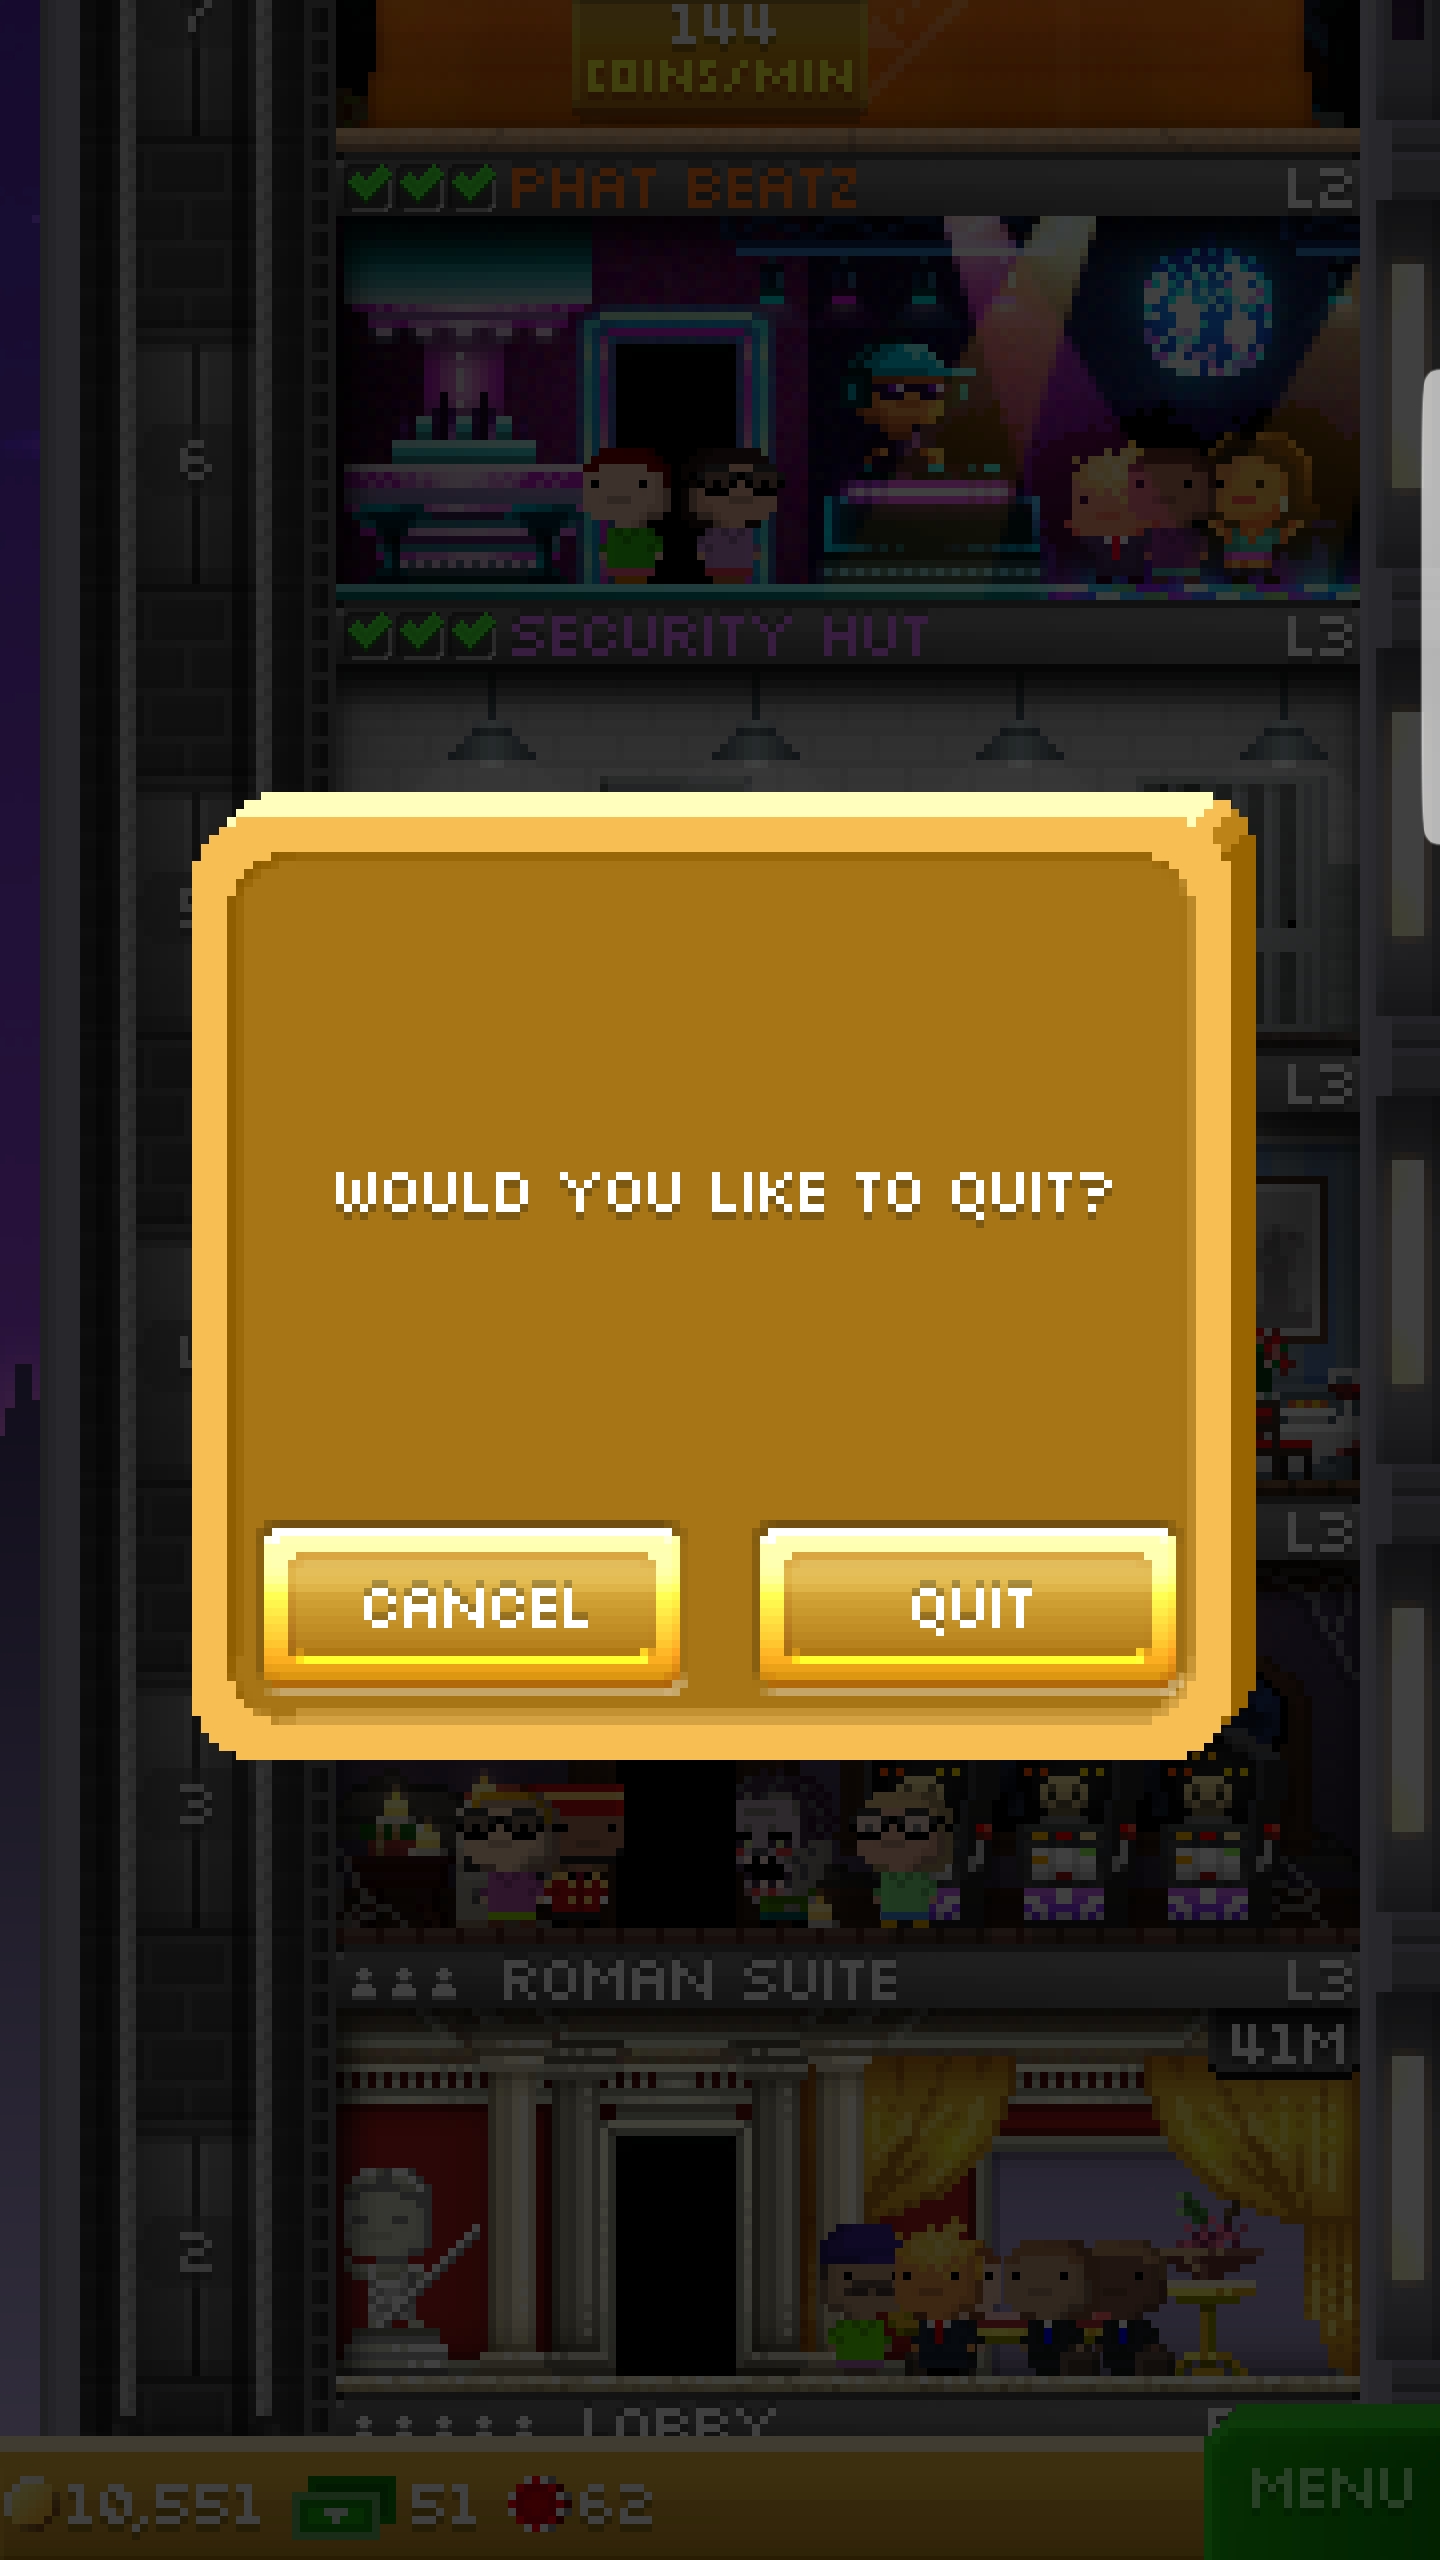 144
COINS/MIN
PHAT BEATZ L2
6
SECURITY HUT L3
L3
WOULD YOU LIKE TO QUIT?
L3
CANCEL QUIT
3
ROMAN SUITE L3
41M
2
LOBBY
10,551 51 62 MENU